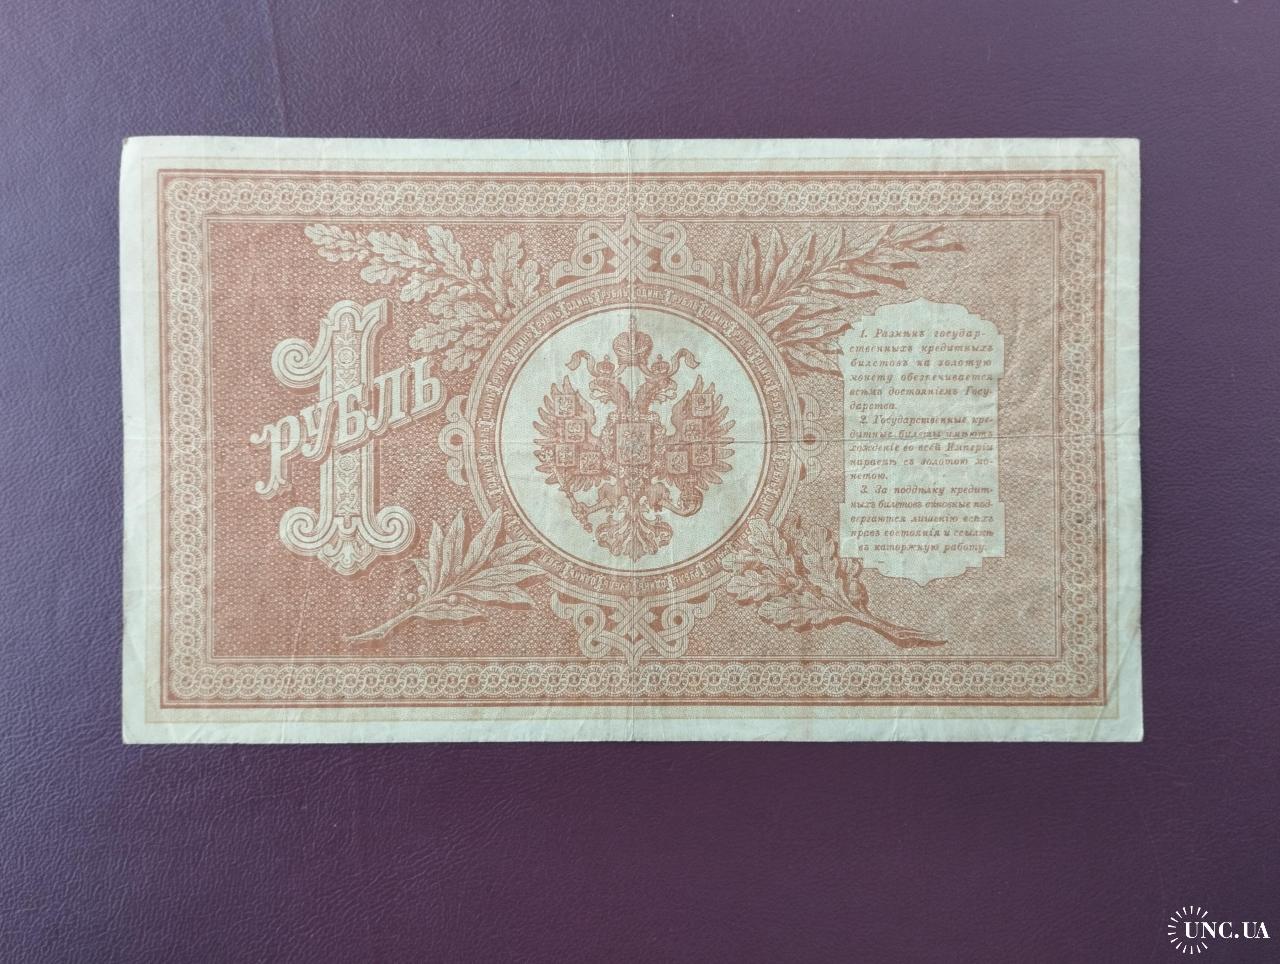 1
РУБЛЬ
1. Размѣнъ государ-
ственныхъ кредитныхъ
билетовъ на золотую
монету обезпечивается
всѣмъ достояніемъ Госу-
дарства.
2. Государственные кре-
дитные билеты имѣютъ
хожденіе во всей Имперіи
наравнѣ съ золотою мо-
нетою.
3. За поддѣлку кредит-
ныхъ билетовъ виновные под-
вергаются лишенію всѣхъ
правъ состоянія и ссылкѣ
въ каторжную работу.
UNC.UA